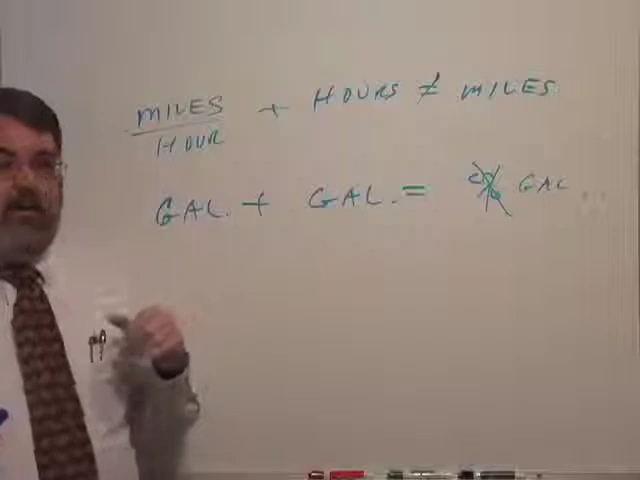 MILES + HOURS ≠ MILES
HOUR
GAL. + GAL. = GAL